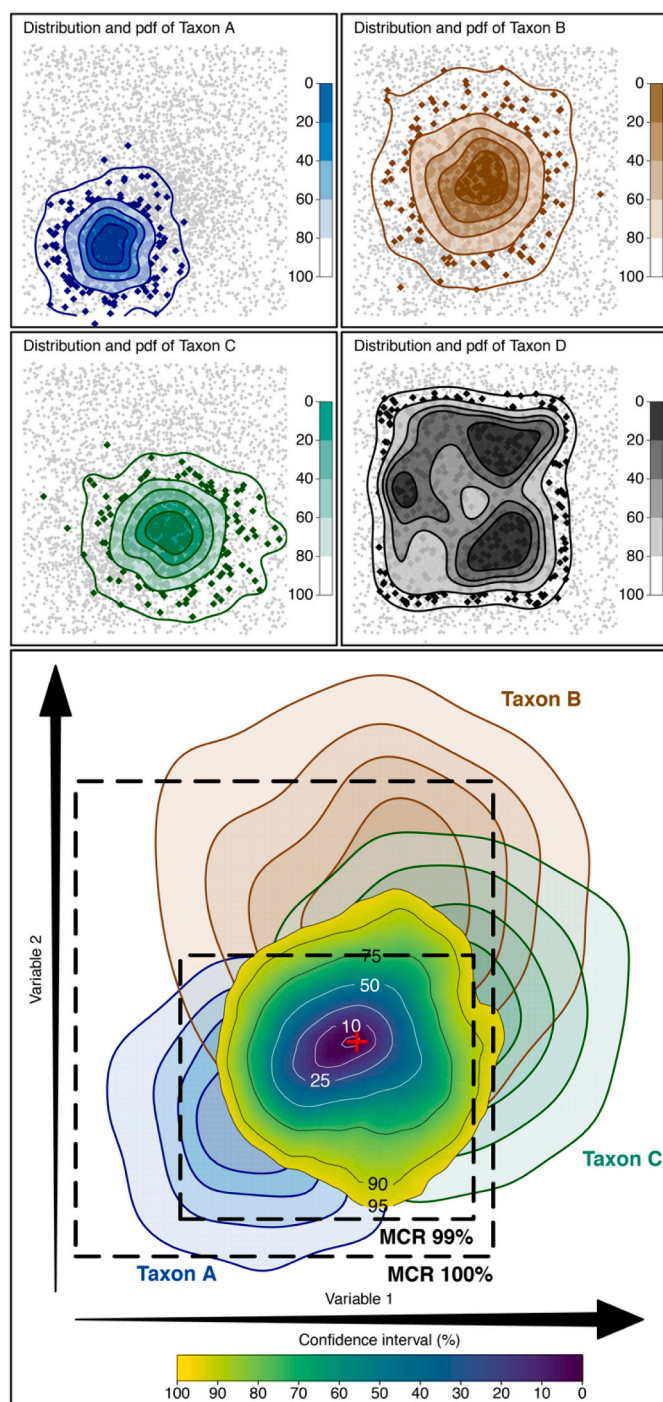 Distribution and pdf of Taxon A
0
20
40
60
80
100
Distribution and pdf of Taxon B
0
20
40
60
80
100
Distribution and pdf of Taxon C
0
20
40
60
80
100
Distribution and pdf of Taxon D
0
20
40
60
80
100
Taxon B
Variable 2
75
50
10
25
Taxon C
90
95
MCR 99%
Taxon A
MCR 100%
Variable 1
Confidence interval (%)
100 90 80 70 60 50 40 30 20 10 0